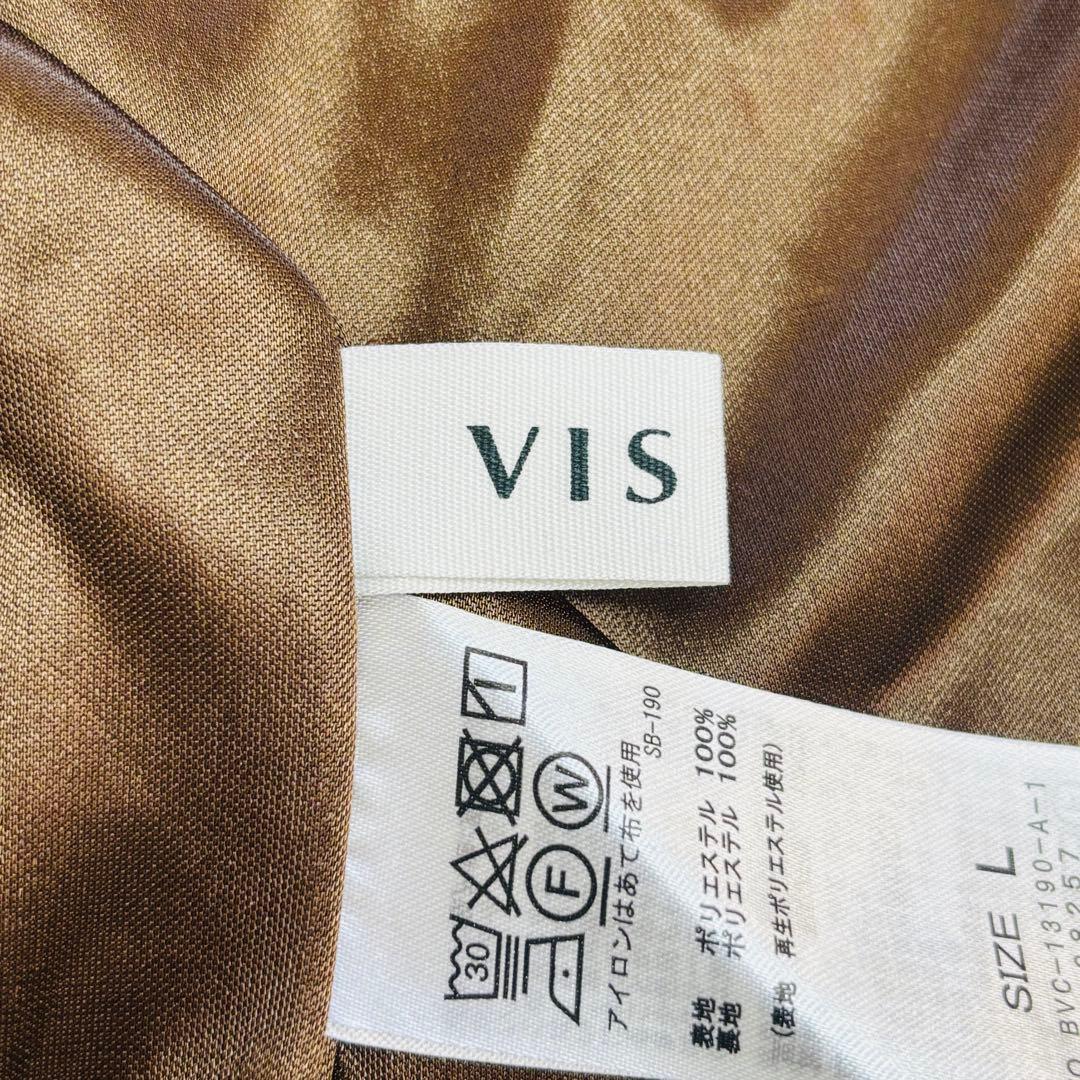 VIS
30
F
W
アイロンはあて布を使用
SB-190
表地 ポリエステル 100%
裏地 ポリエステル 100%
(表地 再生ポリエステル使用)
SIZE L
BVC-13190-A-1